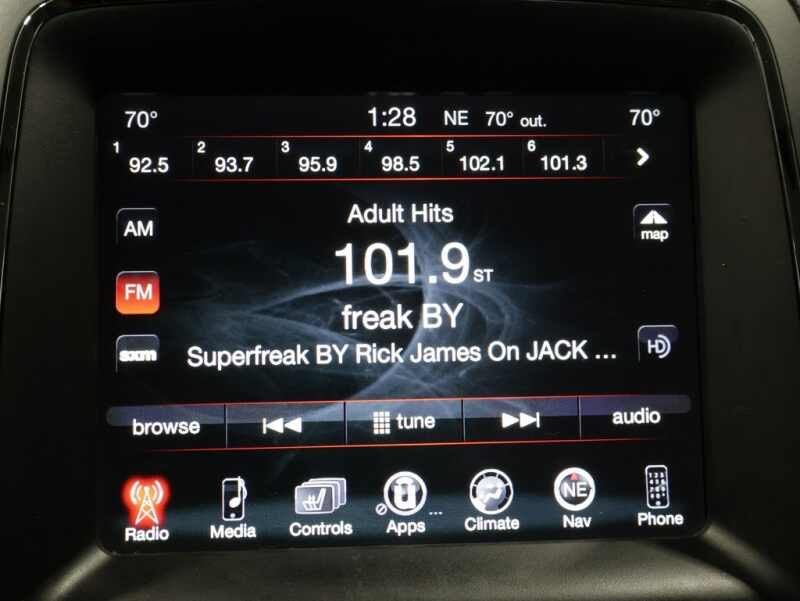 70° 1:28 NE 70° out. 70°
1 92.5 2 93.7 3 95.9 4 98.5 5 102.1 6 101.3
Adult Hits
AM
map
101.9 ST
FM
freak BY
sxm
Superfreak BY Rick James On JACK ...
HD
browse tune audio
NE
Radio Media Controls Apps ... Climate Nav Phone